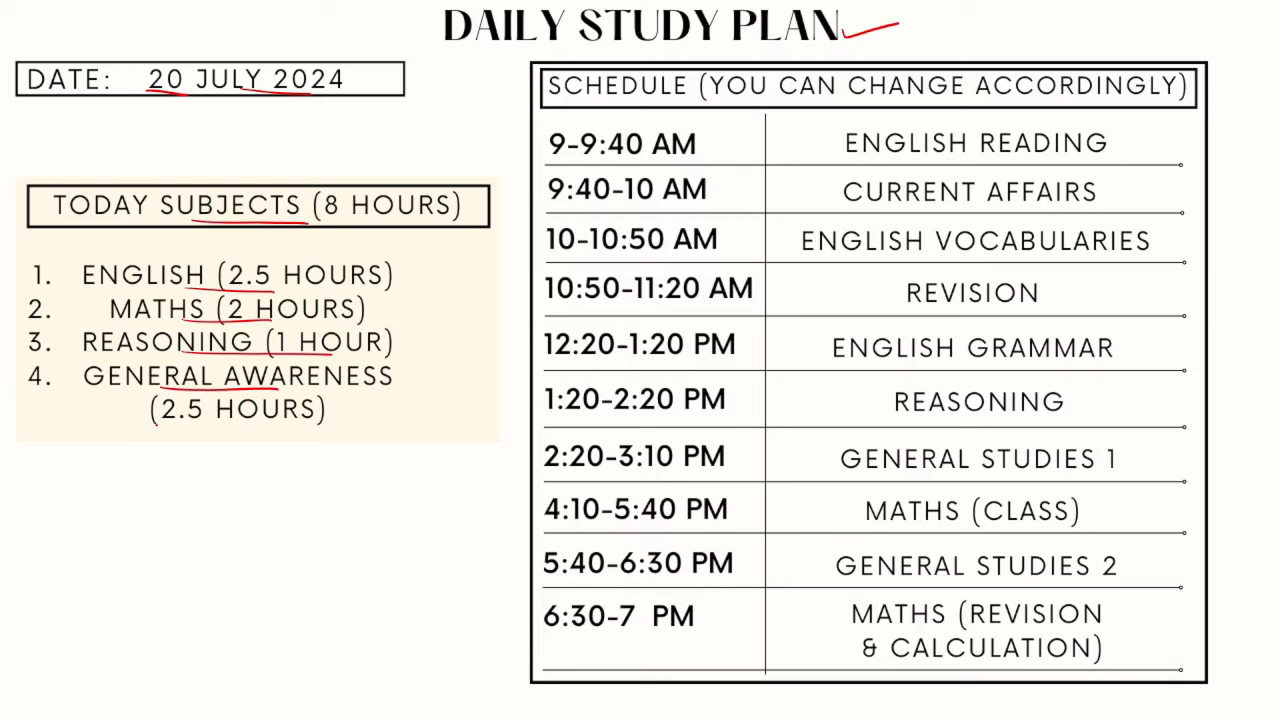 DAILY STUDY PLAN
DATE: 20 JULY 2024
TODAY SUBJECTS (8 HOURS)
1. ENGLISH (2.5 HOURS)
2. MATHS (2 HOURS)
3. REASONING (1 HOUR)
4. GENERAL AWARENESS
(2.5 HOURS)
SCHEDULE (YOU CAN CHANGE ACCORDINGLY)
9-9:40 AM ENGLISH READING
9:40-10 AM CURRENT AFFAIRS
10-10:50 AM ENGLISH VOCABULARIES
10:50-11:20 AM REVISION
12:20-1:20 PM ENGLISH GRAMMAR
1:20-2:20 PM REASONING
2:20-3:10 PM GENERAL STUDIES 1
4:10-5:40 PM MATHS (CLASS)
5:40-6:30 PM GENERAL STUDIES 2
6:30-7 PM MATHS (REVISION
& CALCULATION)